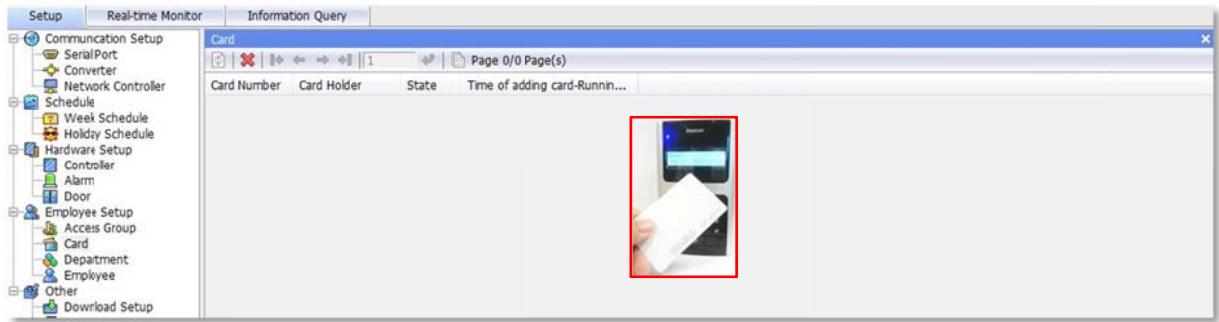 Setup
Real-time Monitor
Information Query
Communcation Setup
SerialPort
Converter
Network Controller
Schedule
Week Schedule
Holiday Schedule
Hardware Setup
Controller
Alarm
Door
Employee Setup
Access Group
Card
Department
Employee
Other
Download Setup
Card
1
Page 0/0 Page(s)
Card Number Card Holder State Time of adding card-Runnin...